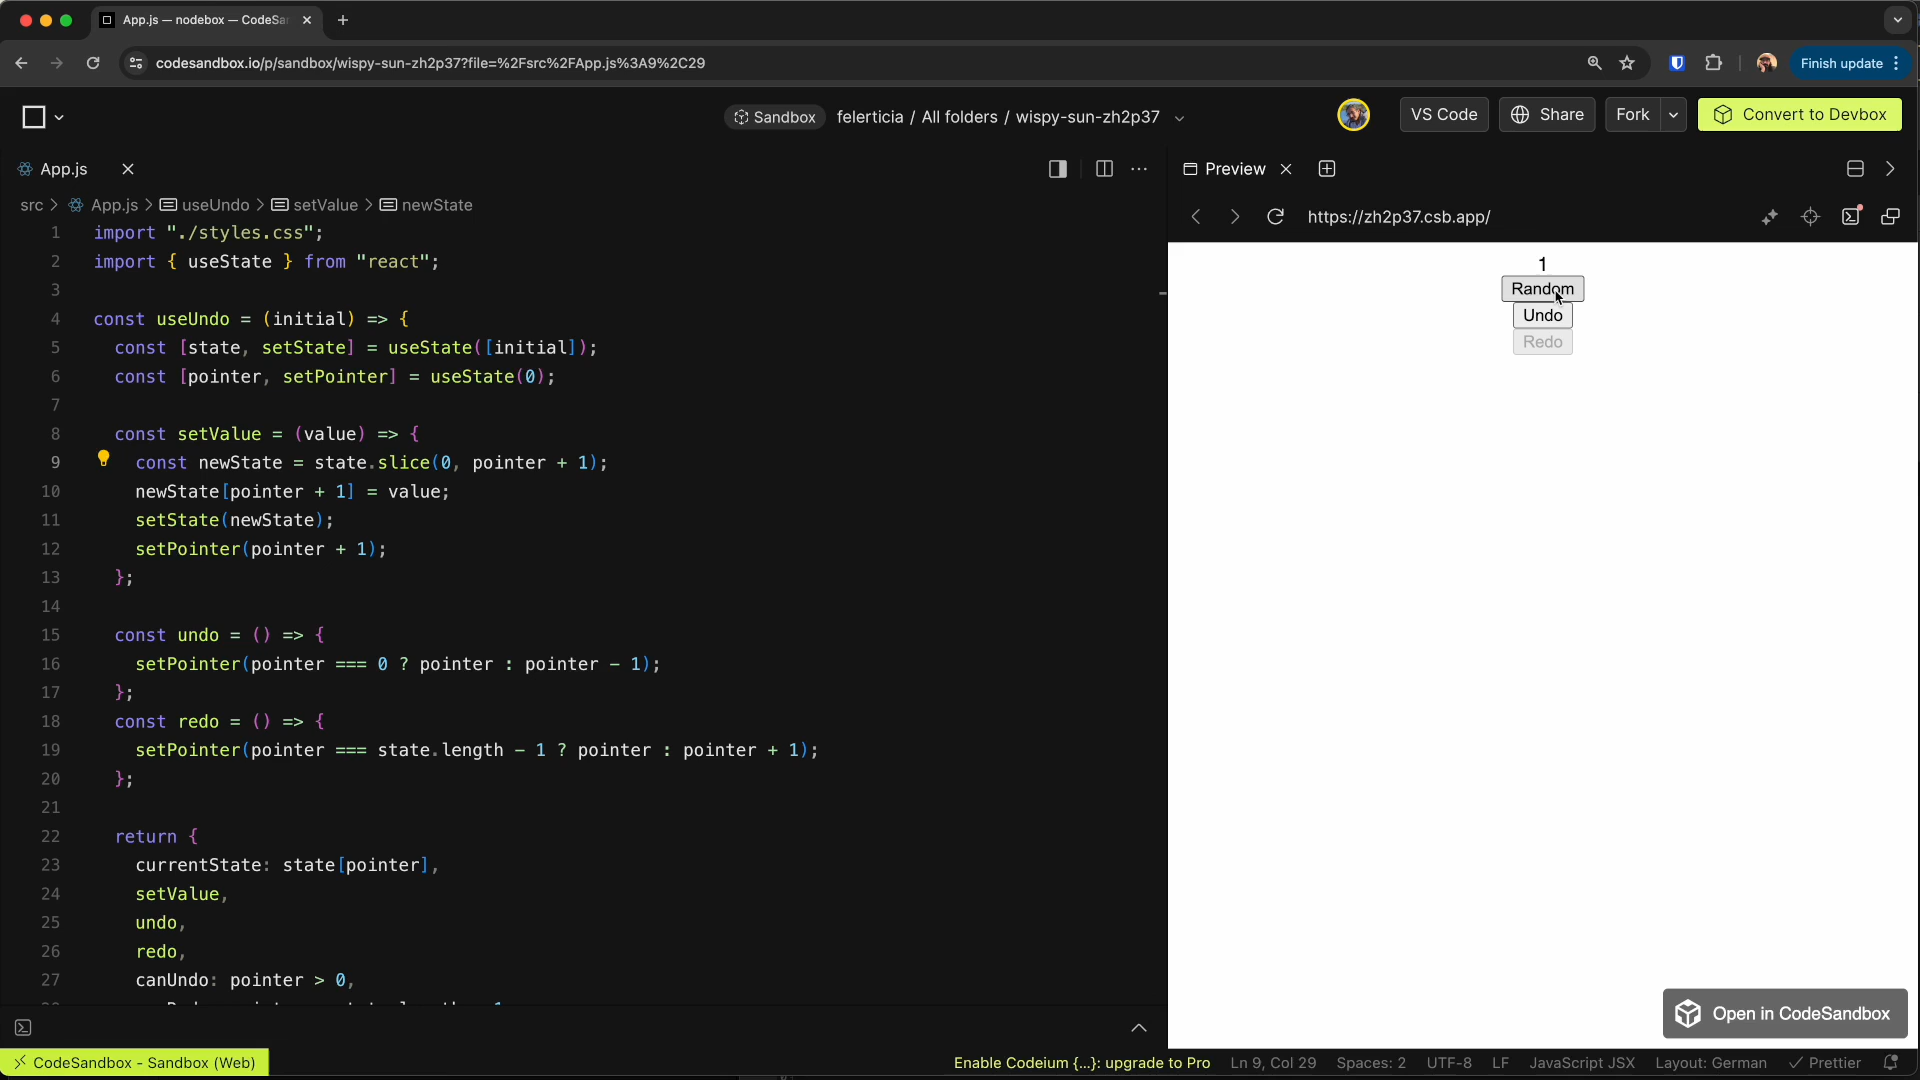 App.js — nodebox — CodeSa
codesandbox.io/p/sandbox/wispy-sun-zh2p37?file=%2Fsrc%2FApp.js%3A9%2C29
Finish update
Sandbox
felerticia / All folders / wispy-sun-zh2p37
VS Code
Share
Fork
Convert to Devbox
App.js
src > App.js > useUndo > setValue > newState
1 import "./styles.css";
2 import { useState } from "react";
3
4 const useUndo = (initial) => {
5 const [state, setState] = useState([initial]);
6 const [pointer, setPointer] = useState(0);
7
8 const setValue = (value) => {
9 const newState = state.slice(0, pointer + 1);
10 newState[pointer + 1] = value;
11 setState(newState);
12 setPointer(pointer + 1);
13 };
14
15 const undo = () => {
16 setPointer(pointer === 0 ? pointer : pointer - 1);
17 };
18 const redo = () => {
19 setPointer(pointer === state.length - 1 ? pointer : pointer + 1);
20 };
21
22 return {
23 currentState: state[pointer],
24 setValue,
25 undo,
26 redo,
27 canUndo: pointer > 0,
Preview
https://zh2p37.csb.app/
1
Random
Undo
Redo
Open in CodeSandbox
CodeSandbox - Sandbox (Web)
Enable Codeium {...}: upgrade to Pro
Ln 9, Col 29
Spaces: 2
UTF-8
LF
JavaScript JSX
Layout: German
Prettier